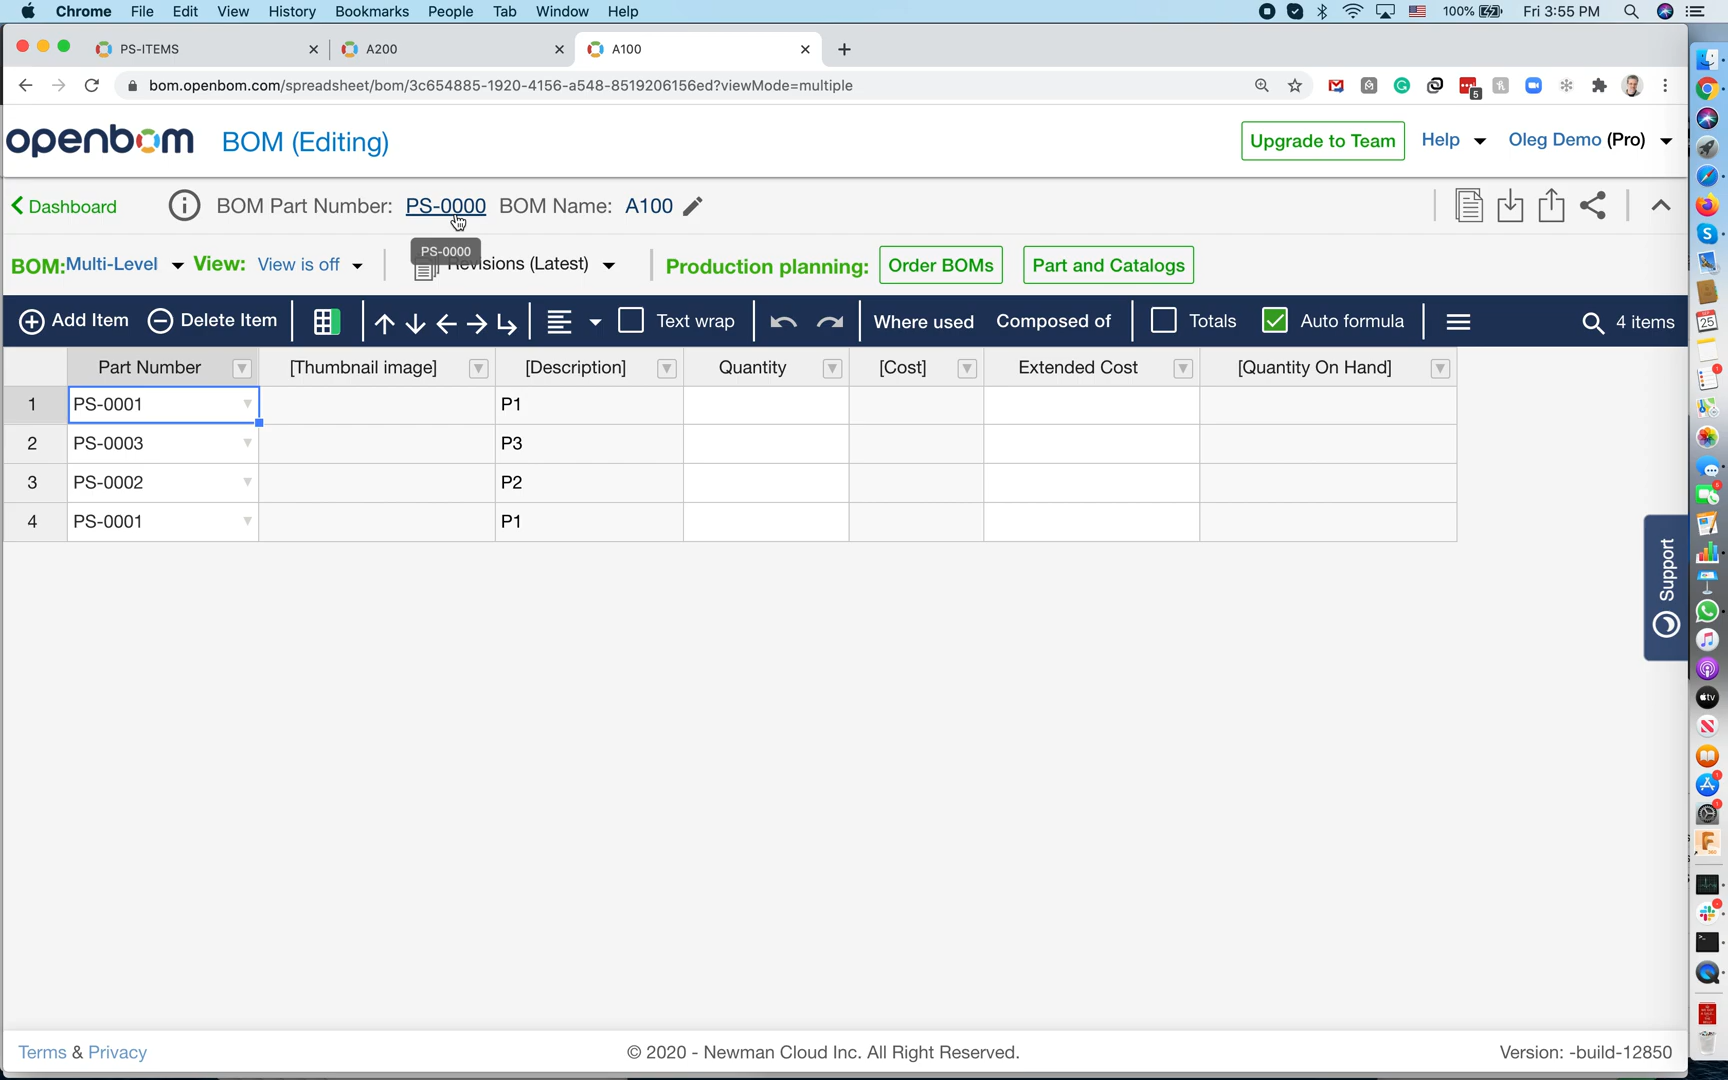 Chrome File Edit View History Bookmarks People Tab Window Help 100% Fri 3:55 PM
PS-ITEMS A200 A100
bom.openbom.com/spreadsheet/bom/3c654885-1920-4156-a548-8519206156ed?viewMode=multiple 5
openbom BOM (Editing) Upgrade to Team Help Oleg Demo (Pro)
Dashboard BOM Part Number: PS-0000 BOM Name: A100
PS-0000
BOM: Multi-Level View: View is off Revisions (Latest) Production planning: Order BOMs Part and Catalogs
Add Item Delete Item Text wrap Where used Composed of Totals Auto formula 4 items
Part Number [Thumbnail image] [Description] Quantity [Cost] Extended Cost [Quantity On Hand]
1 PS-0001 P1
2 PS-0003 P3
3 PS-0002 P2
4 PS-0001 P1
Support
Terms & Privacy © 2020 - Newman Cloud Inc. All Right Reserved. Version: -build-12850